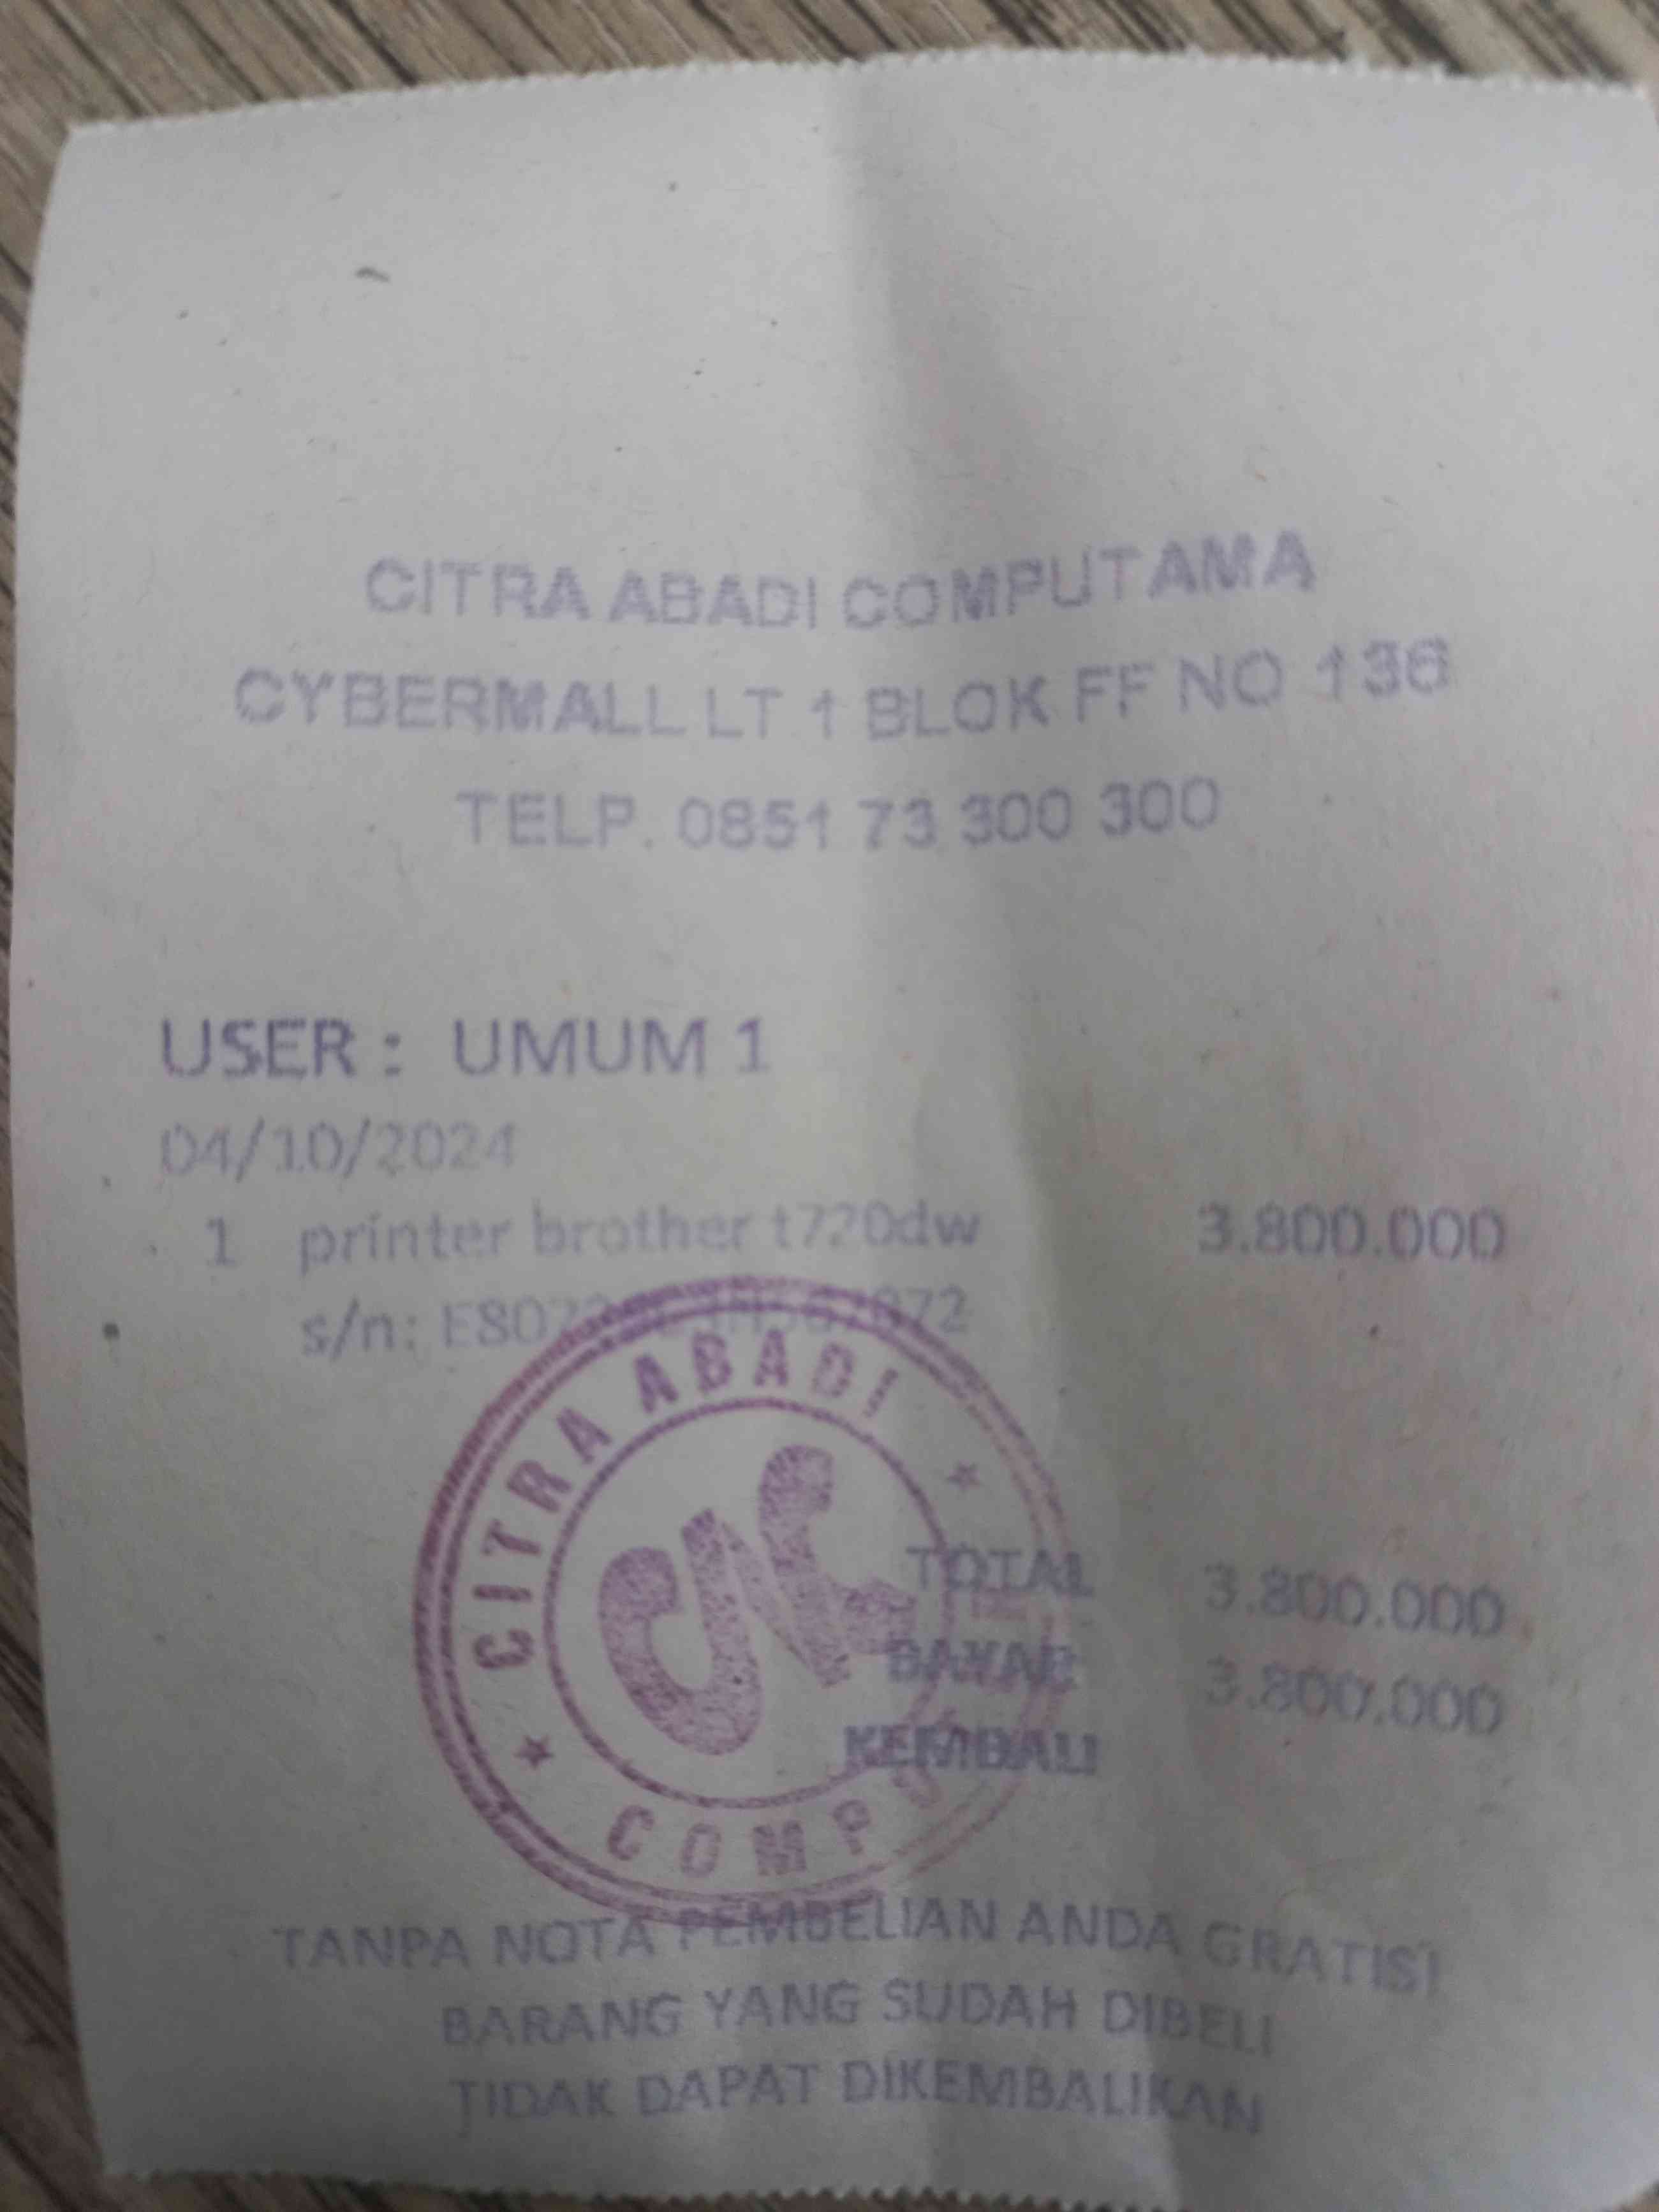 CITRA ABADI COMPUTAMA
CYBERMALL LT 1 BLOK FF NO 136
TELP. 0851 73 300 300
USER : UMUM 1
04/10/2024
1 printer brother t720dw 3.800.000
s/n:
CITRA ABADI
TOTAL 3.800.000
BAYAR 3.800.000
KEMBALI
TANPA NOTA PEMBELIAN ANDA GRATIS!
BARANG YANG SUDAH DIBELI
TIDAK DAPAT DIKEMBALIKAN